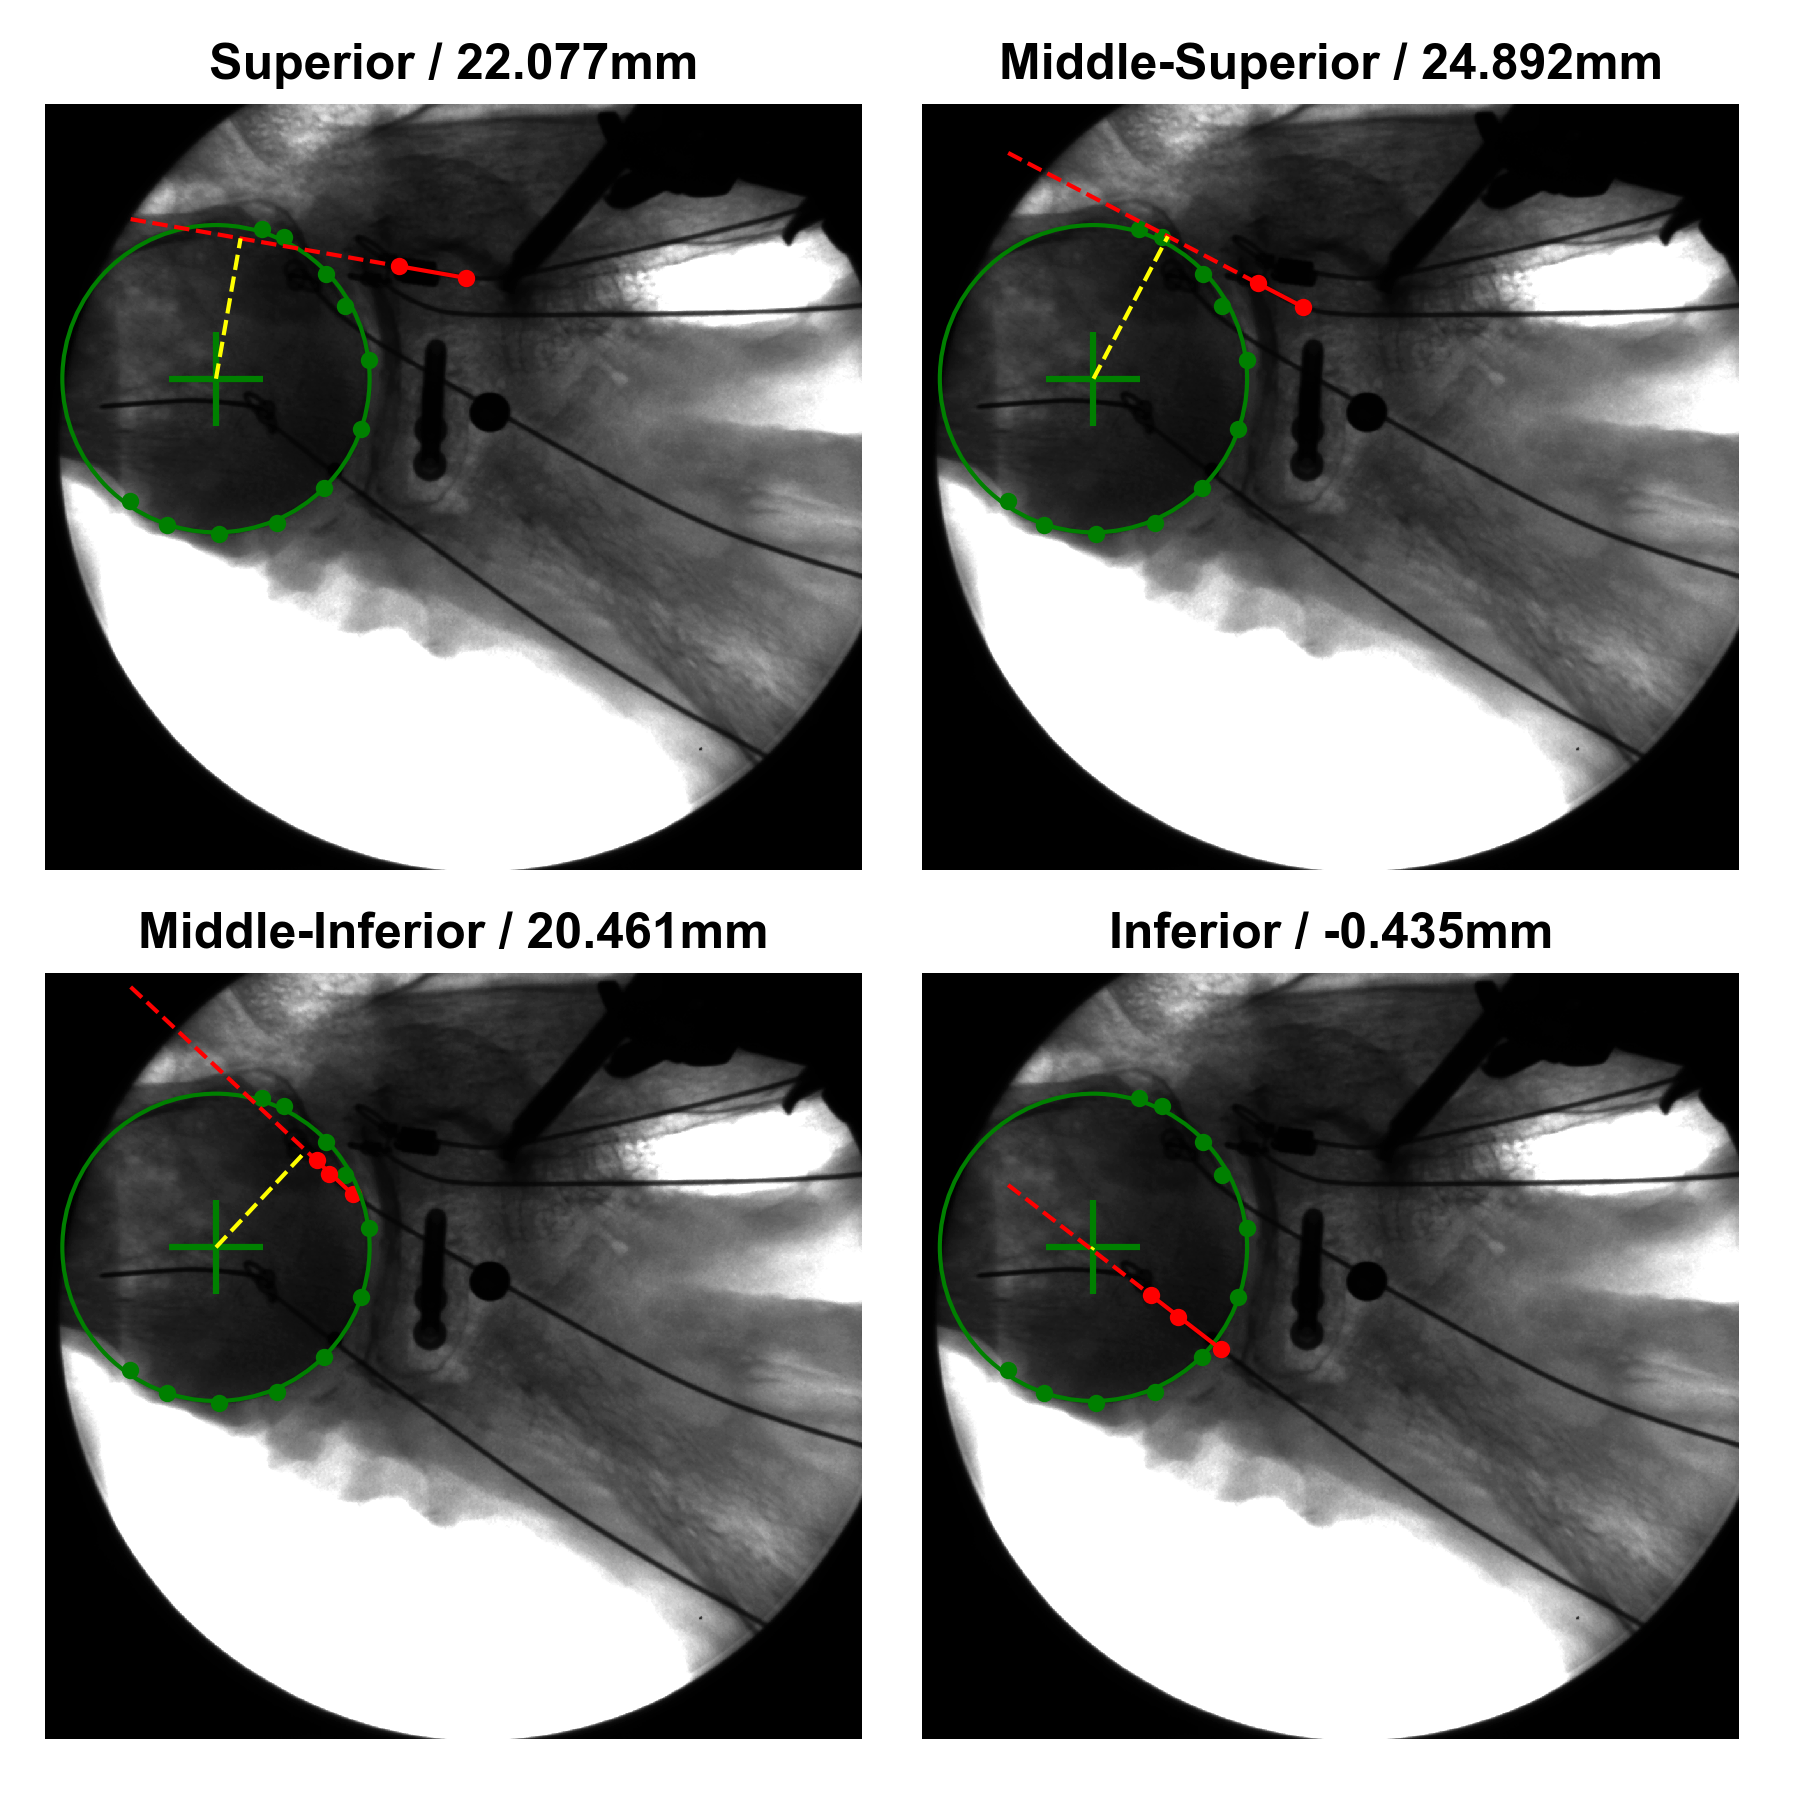 Superior / 22.077mm
Middle-Superior / 24.892mm
Middle-Inferior / 20.461mm
Inferior / -0.435mm